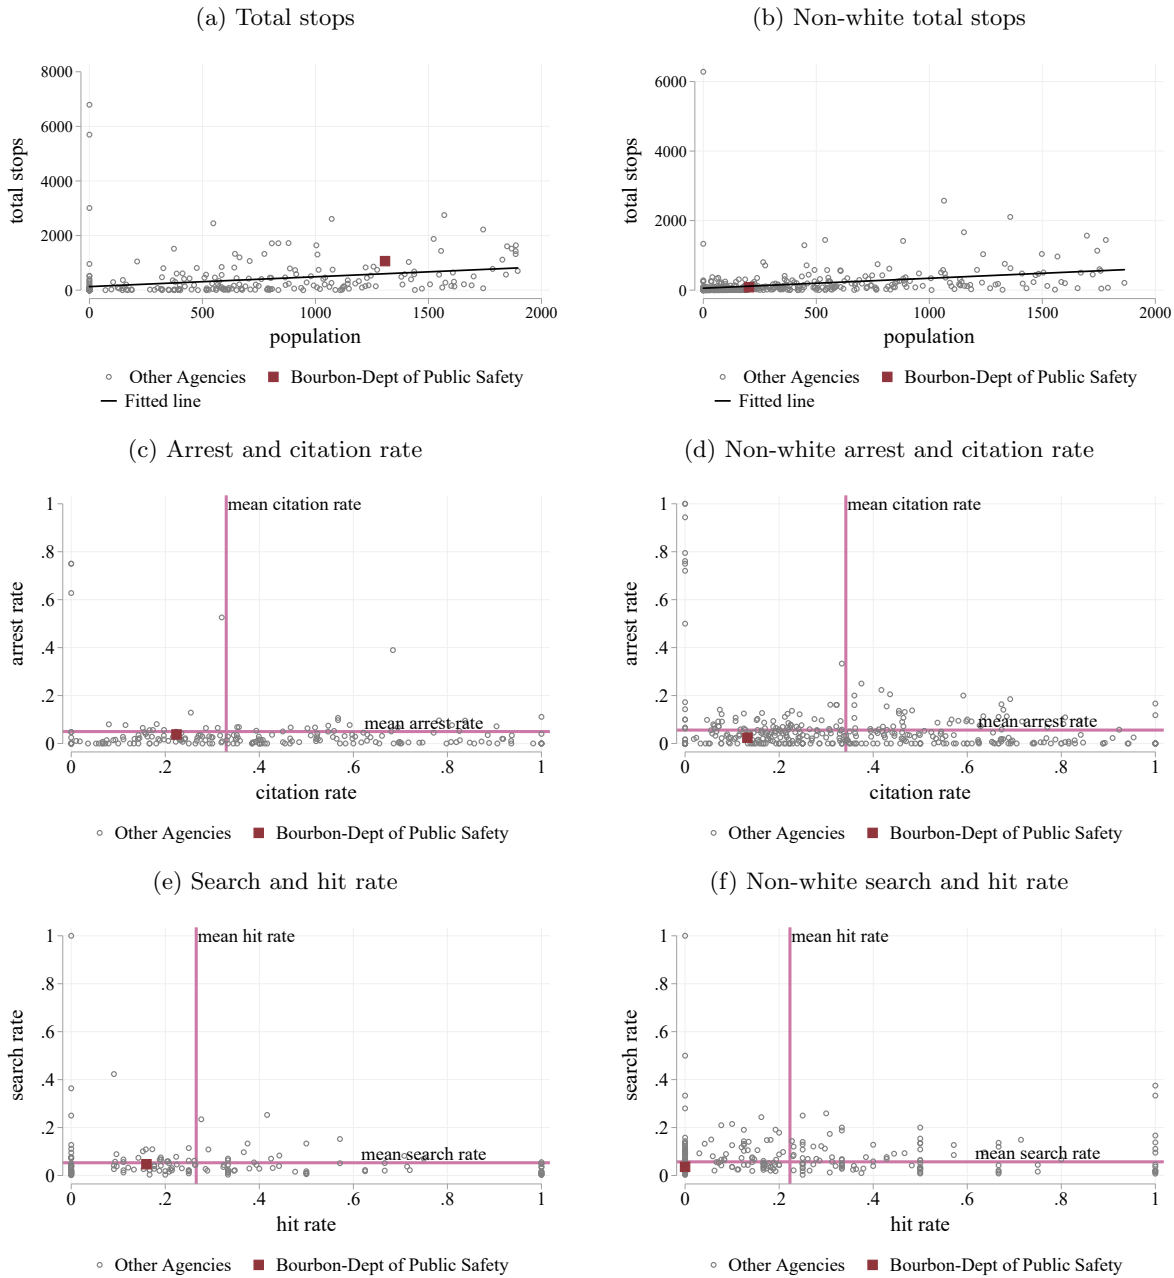 (a) Total stops
8000
6000
4000
2000
0
total stops
0 500 1000 1500 2000
population
Other Agencies Bourbon-Dept of Public Safety
Fitted line
(b) Non-white total stops
6000
4000
2000
0
total stops
0 500 1000 1500 2000
population
Other Agencies Bourbon-Dept of Public Safety
Fitted line
(c) Arrest and citation rate
1
.8
.6
.4
.2
0
arrest rate
mean citation rate
mean arrest rate
0 .2 .4 .6 .8 1
citation rate
Other Agencies Bourbon-Dept of Public Safety
(d) Non-white arrest and citation rate
1
.8
.6
.4
.2
0
arrest rate
mean citation rate
mean arrest rate
0 .2 .4 .6 .8 1
citation rate
Other Agencies Bourbon-Dept of Public Safety
(e) Search and hit rate
1
.8
.6
.4
.2
0
search rate
mean hit rate
mean search rate
0 .2 .4 .6 .8 1
hit rate
Other Agencies Bourbon-Dept of Public Safety
(f) Non-white search and hit rate
1
.8
.6
.4
.2
0
search rate
mean hit rate
mean search rate
0 .2 .4 .6 .8 1
hit rate
Other Agencies Bourbon-Dept of Public Safety